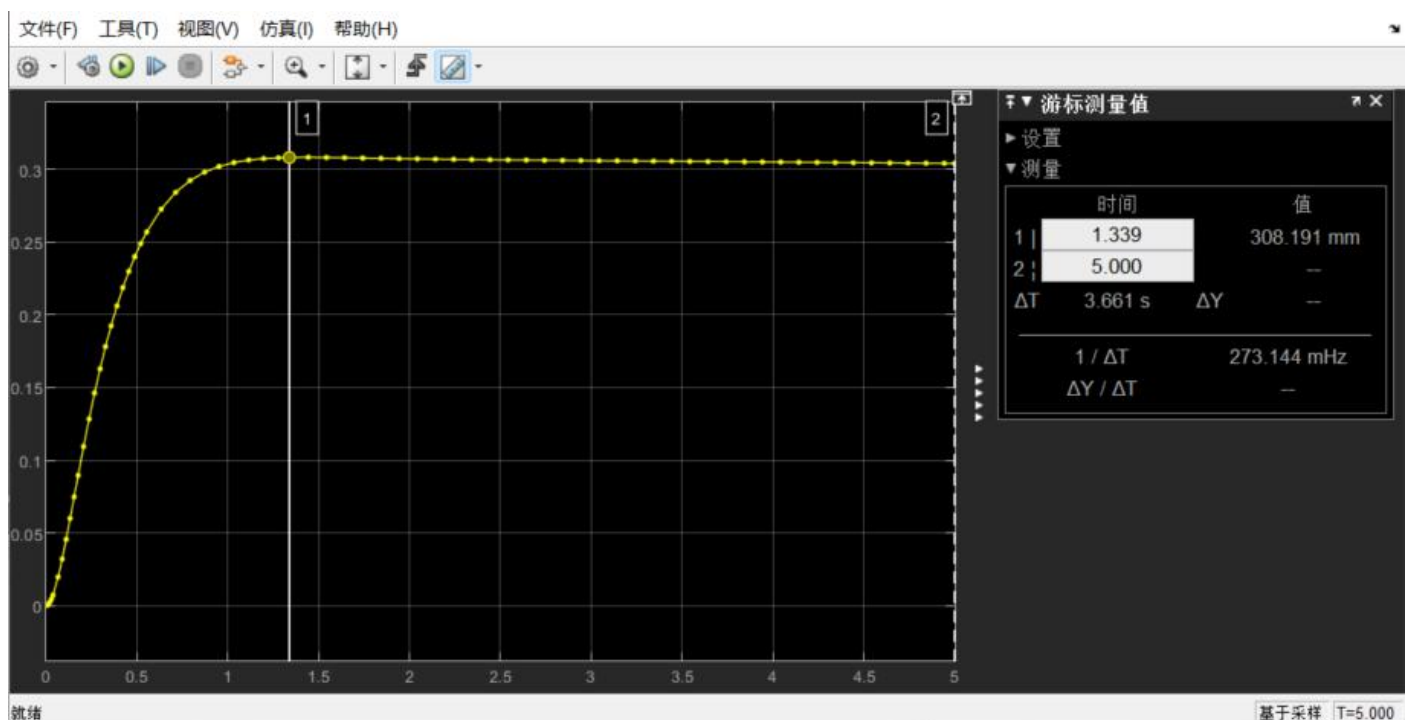 文件(F) 工具(T) 视图(V) 仿真(I) 帮助(H)
1
2
游标测量值
设置
测量
时间 值
1 | 1.339 308.191 mm
2 ¦ 5.000 --
ΔT 3.661 s ΔY --
1 / ΔT 273.144 mHz
ΔY / ΔT --
0.3
0.25
0.2
0.15
0.1
0.05
0
0 0.5 1 1.5 2 2.5 3 3.5 4 4.5 5
就绪 基于采样 T=5.000